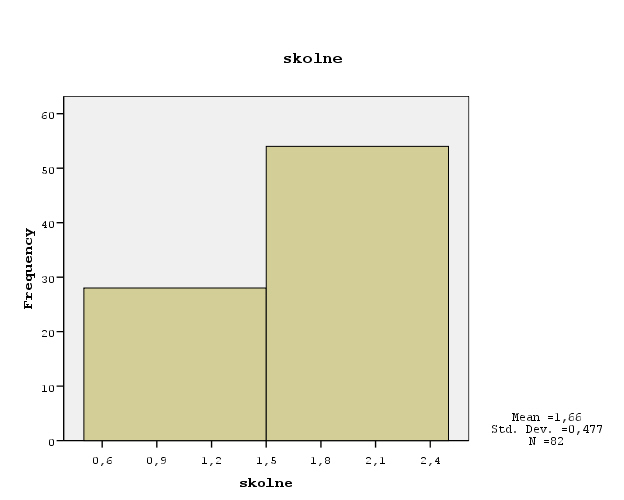 skolne
60
50
40
30
20
10
0
Frequency
0,6 0,9 1,2 1,5 1,8 2,1 2,4
skolne
Mean =1,66
Std. Dev. =0,477
N =82